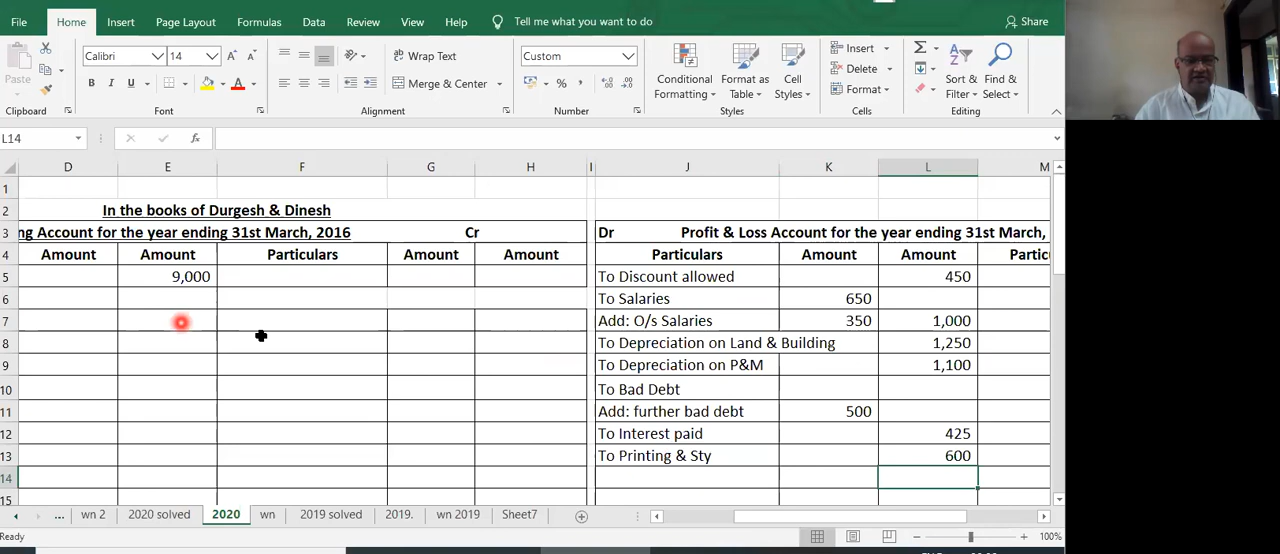 File Home Insert Page Layout Formulas Data Review View Help Tell me what you want to do Share
Calibri 14 Wrap Text Custom Insert
Paste B I U Merge & Center % Conditional Formatting Format as Table Cell Styles Delete Format Sort & Filter Find & Select
Clipboard Font Alignment Number Styles Cells Editing
L14 fx
D E F G H I J K L M
1
2 In the books of Durgesh & Dinesh
3 ng Account for the year ending 31st March, 2016 Cr Dr Profit & Loss Account for the year ending 31st March,
4 Amount Amount Particulars Amount Amount Particulars Amount Amount Particu
5 9,000 To Discount allowed 450
6 To Salaries 650
7 Add: O/s Salaries 350 1,000
8 To Depreciation on Land & Building 1,250
9 To Depreciation on P&M 1,100
10 To Bad Debt
11 Add: further bad debt 500
12 To Interest paid 425
13 To Printing & Sty 600
14
15
... wn 2 2020 solved 2020 wn 2019 solved 2019. wn 2019 Sheet7
Ready 100%